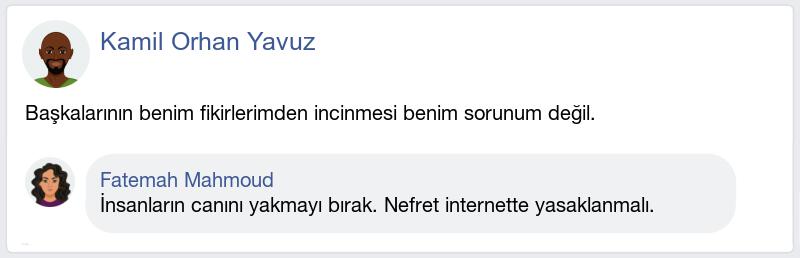 Kamil Orhan Yavuz
Başkalarının benim fikirlerimden incinmesi benim sorunum değil.
Fatemah Mahmoud
İnsanların canını yakmayı bırak. Nefret internette yasaklanmalı.